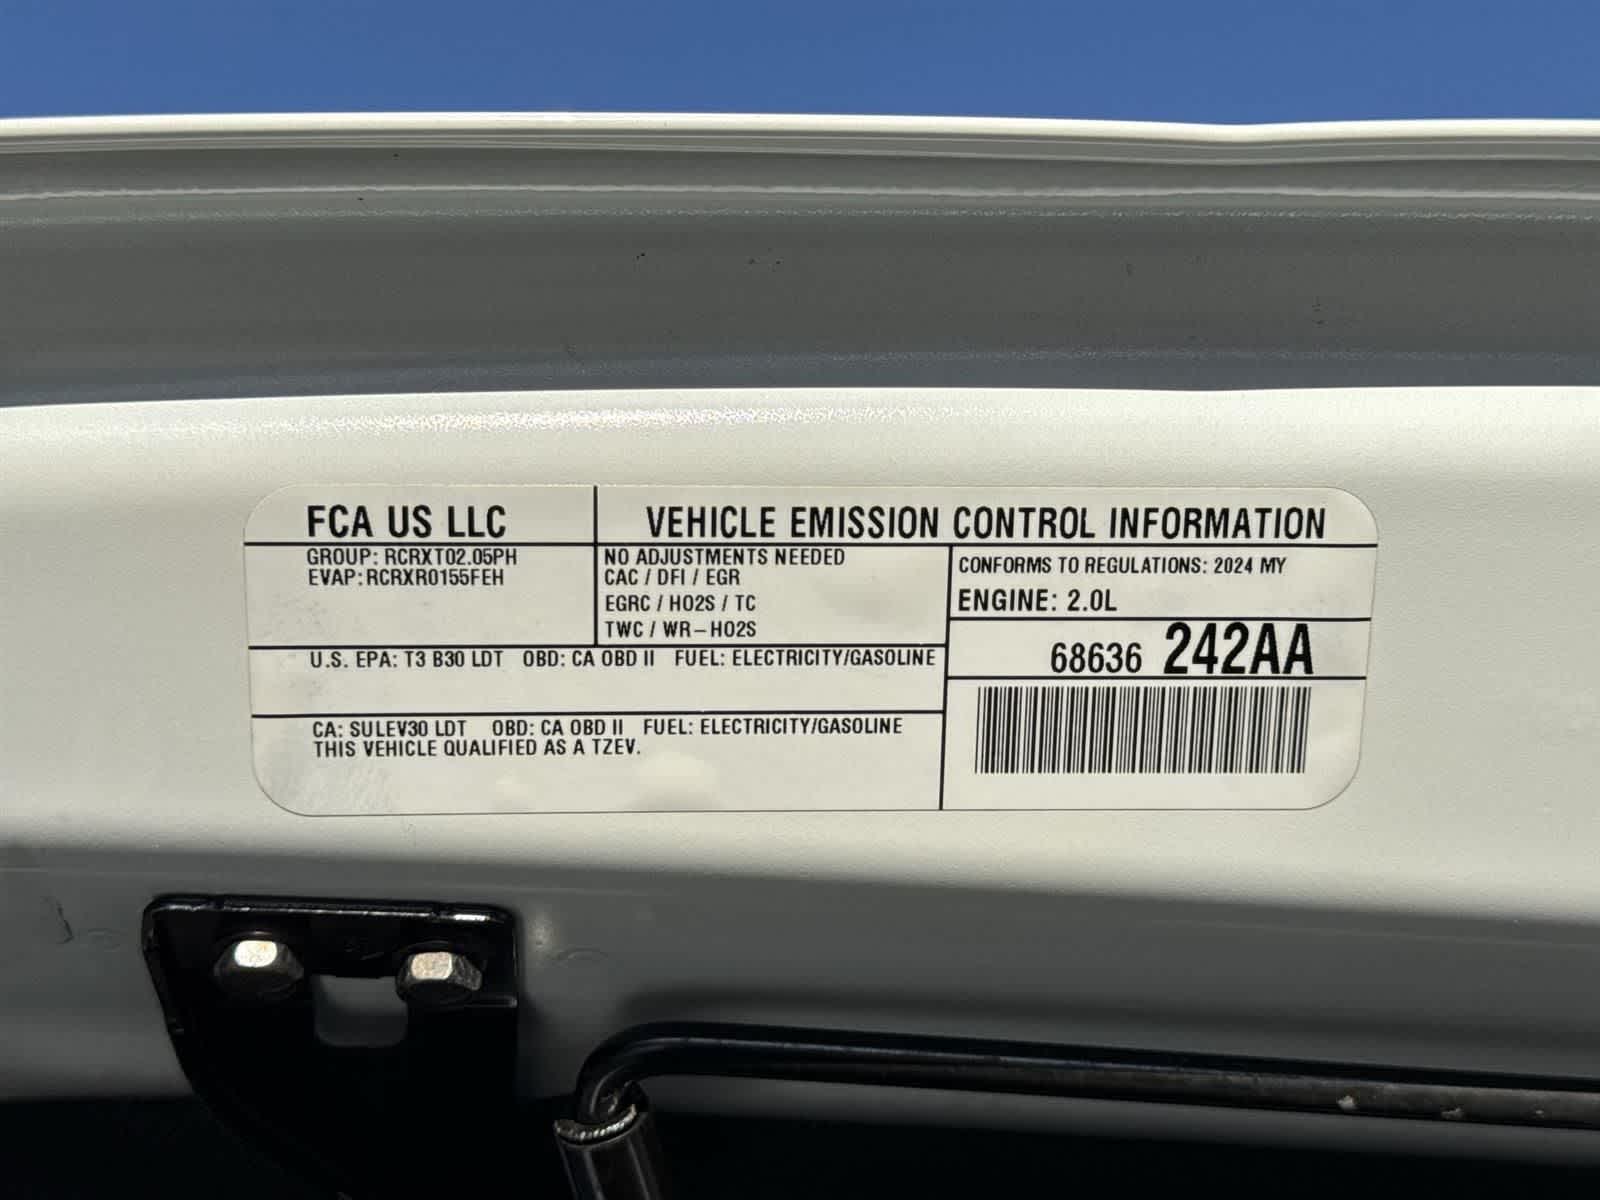 FCA US LLC
VEHICLE EMISSION CONTROL INFORMATION
GROUP: RCRXT02.05PH
EVAP: RCRXR0155FEH
NO ADJUSTMENTS NEEDED
CAC / DFI / EGR
EGRC / HO2S / TC
TWC / WR-HO2S
CONFORMS TO REGULATIONS: 2024 MY
ENGINE: 2.0L
68636 242AA
U.S. EPA: T3 B30 LDT OBD: CA OBD II FUEL: ELECTRICITY/GASOLINE
CA: SULEV30 LDT OBD: CA OBD II FUEL: ELECTRICITY/GASOLINE
THIS VEHICLE QUALIFIED AS A TZEV.